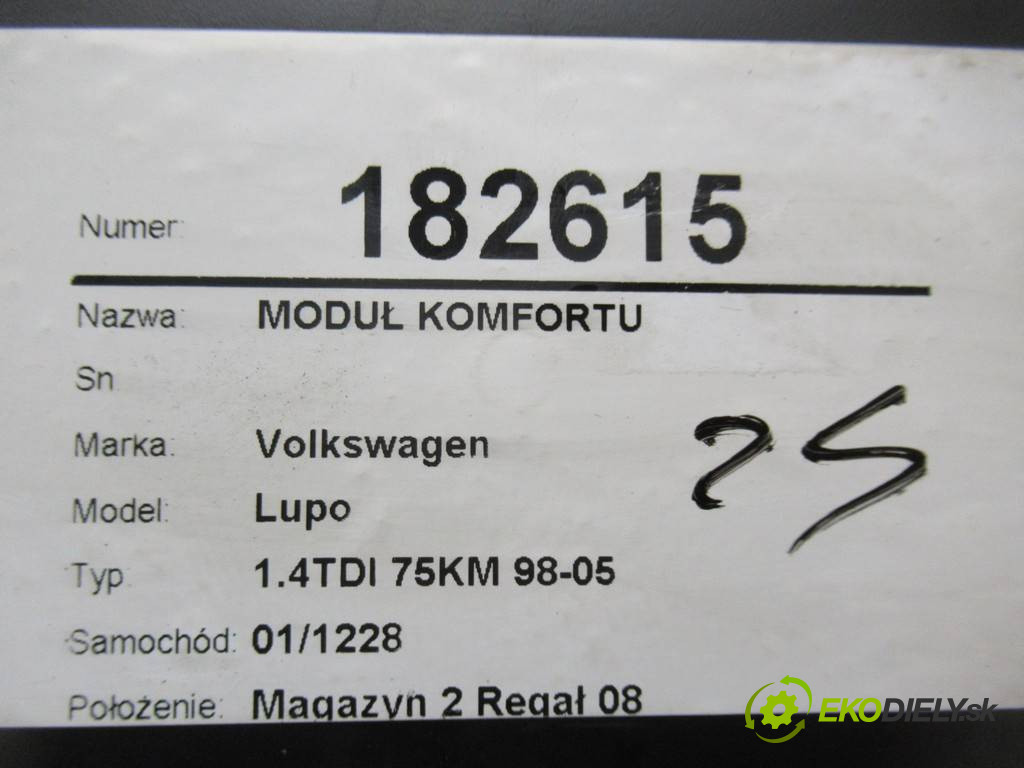 Numer: 182615
Nazwa: MODUŁ KOMFORTU
Sn
Marka: Volkswagen
Model: Lupo
Typ 1.4TDI 75KM 98-05
Samochód: 01/1228
Położenie: Magazyn 2 Regał 08
25
EKODIELY.sk